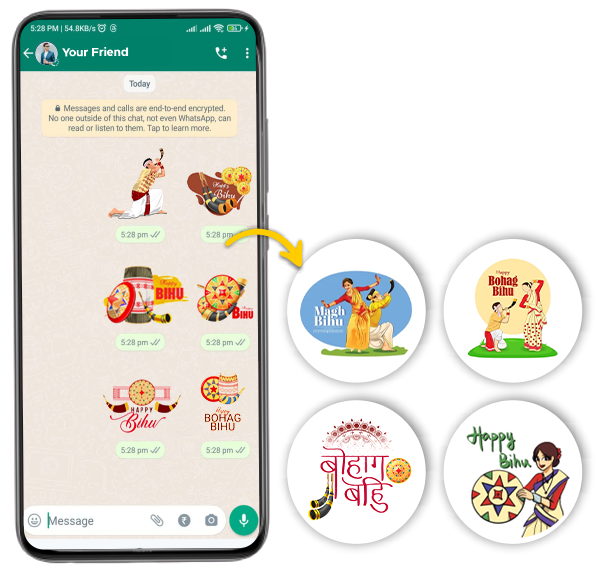 5:28 PM | 54.8KB/s
Your Friend
Today
Messages and calls are end-to-end encrypted.
No one outside of this chat, not even WhatsApp, can
read or listen to them. Tap to learn more.
Happy
Bihu
5:28 pm
5:28 pm
Happy
BIHU
Happy
BIHU
5:28 pm
5:28 pm
HAPPY
Bihu
Happy
BOHAG
BIHU
5:28 pm
5:28 pm
Message
Magh
Bihu
Happy
Bohag
Bihu
बोहाग
बहिु
Happy
Bihu